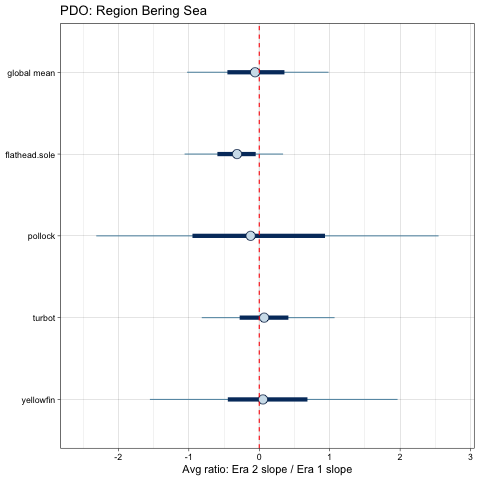 PDO: Region Bering Sea
global mean
flathead.sole
pollock
turbot
yellowfin
-2 -1 0 1 2 3
Avg ratio: Era 2 slope / Era 1 slope